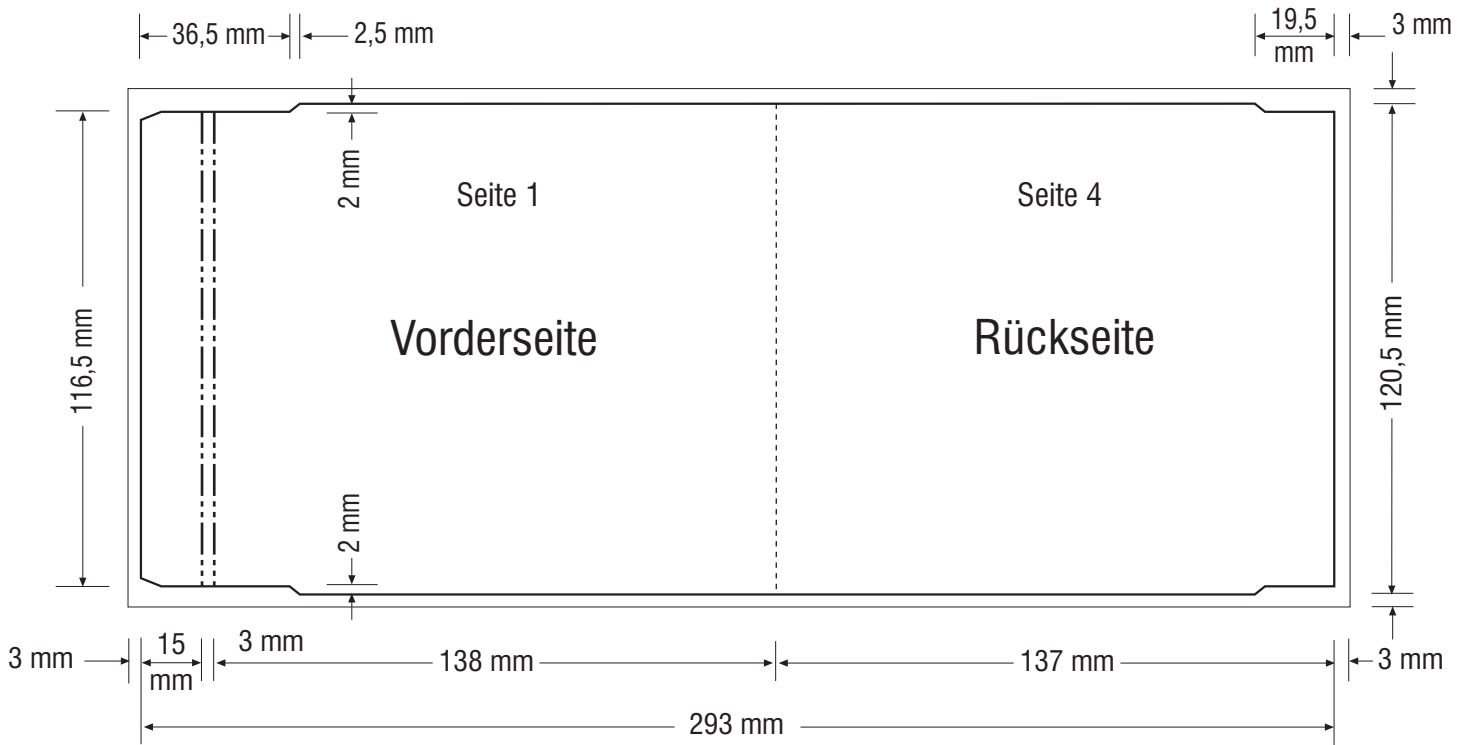 36,5 mm
2,5 mm
19,5
mm
3 mm
2 mm
Seite 1
Seite 4
116,5 mm
Vorderseite
Rückseite
120,5 mm
2 mm
3 mm
15
mm
3 mm
138 mm
137 mm
3 mm
293 mm